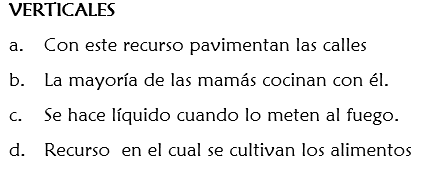 VERTICALES
a. Con este recurso pavimentan las calles
b. La mayoría de las mamás cocinan con él.
c. Se hace líquido cuando lo meten al fuego.
d. Recurso en el cual se cultivan los alimentos